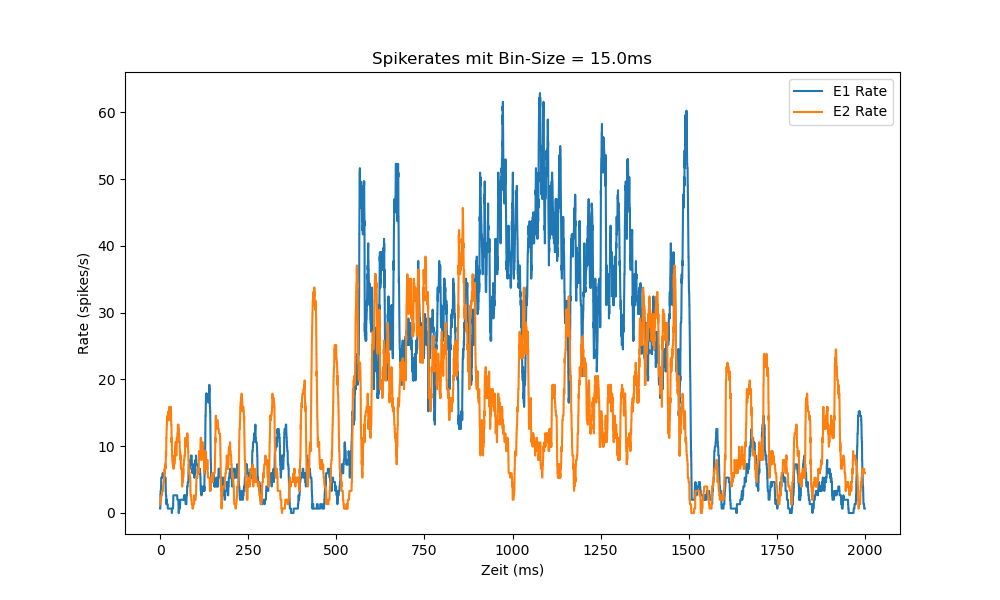 Spikerates mit Bin-Size = 15.0ms
E1 Rate
E2 Rate
Rate (spikes/s)
60
50
40
30
20
10
0
0 250 500 750 1000 1250 1500 1750 2000
Zeit (ms)